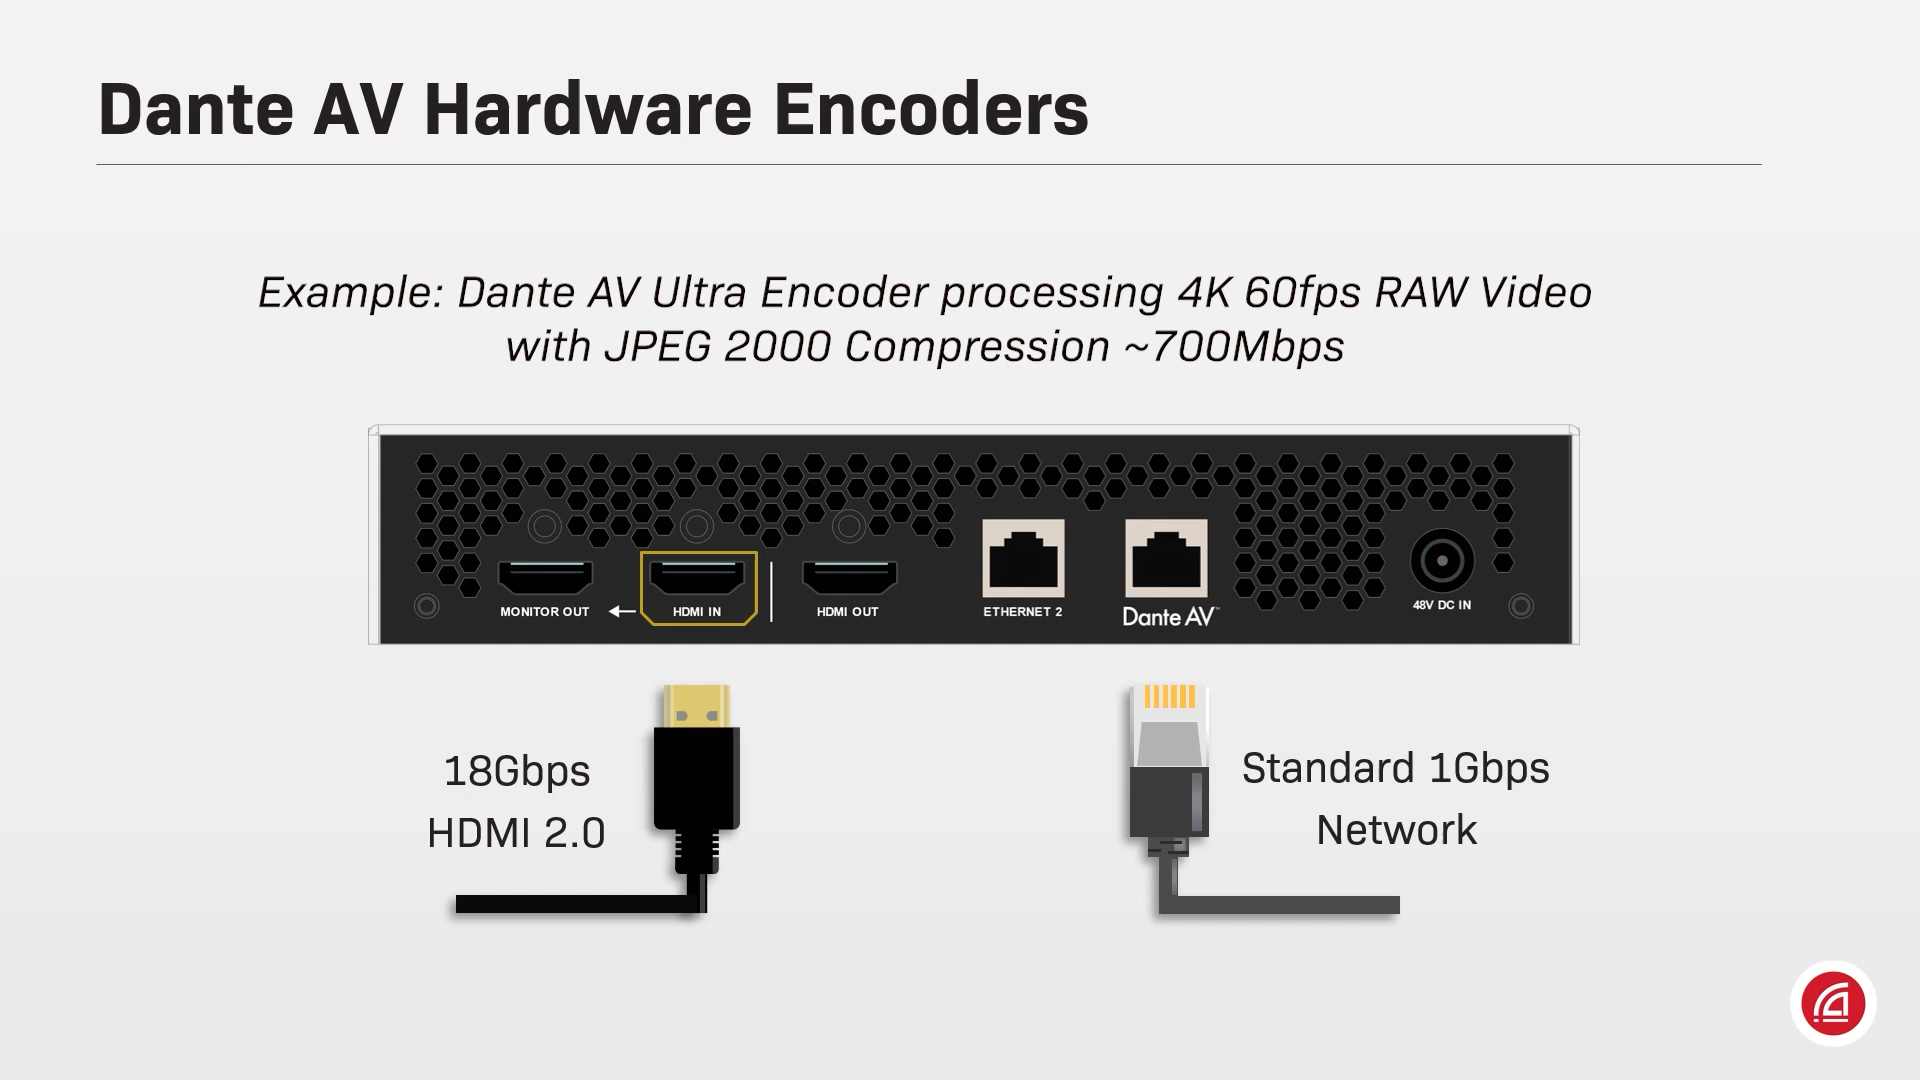 Dante AV Hardware Encoders
Example: Dante AV Ultra Encoder processing 4K 60fps RAW Video
with JPEG 2000 Compression ~700Mbps
MONITOR OUT
HDMI IN
HDMI OUT
ETHERNET 2
Dante AV™
48V DC IN
18Gbps
HDMI 2.0
Standard 1Gbps
Network